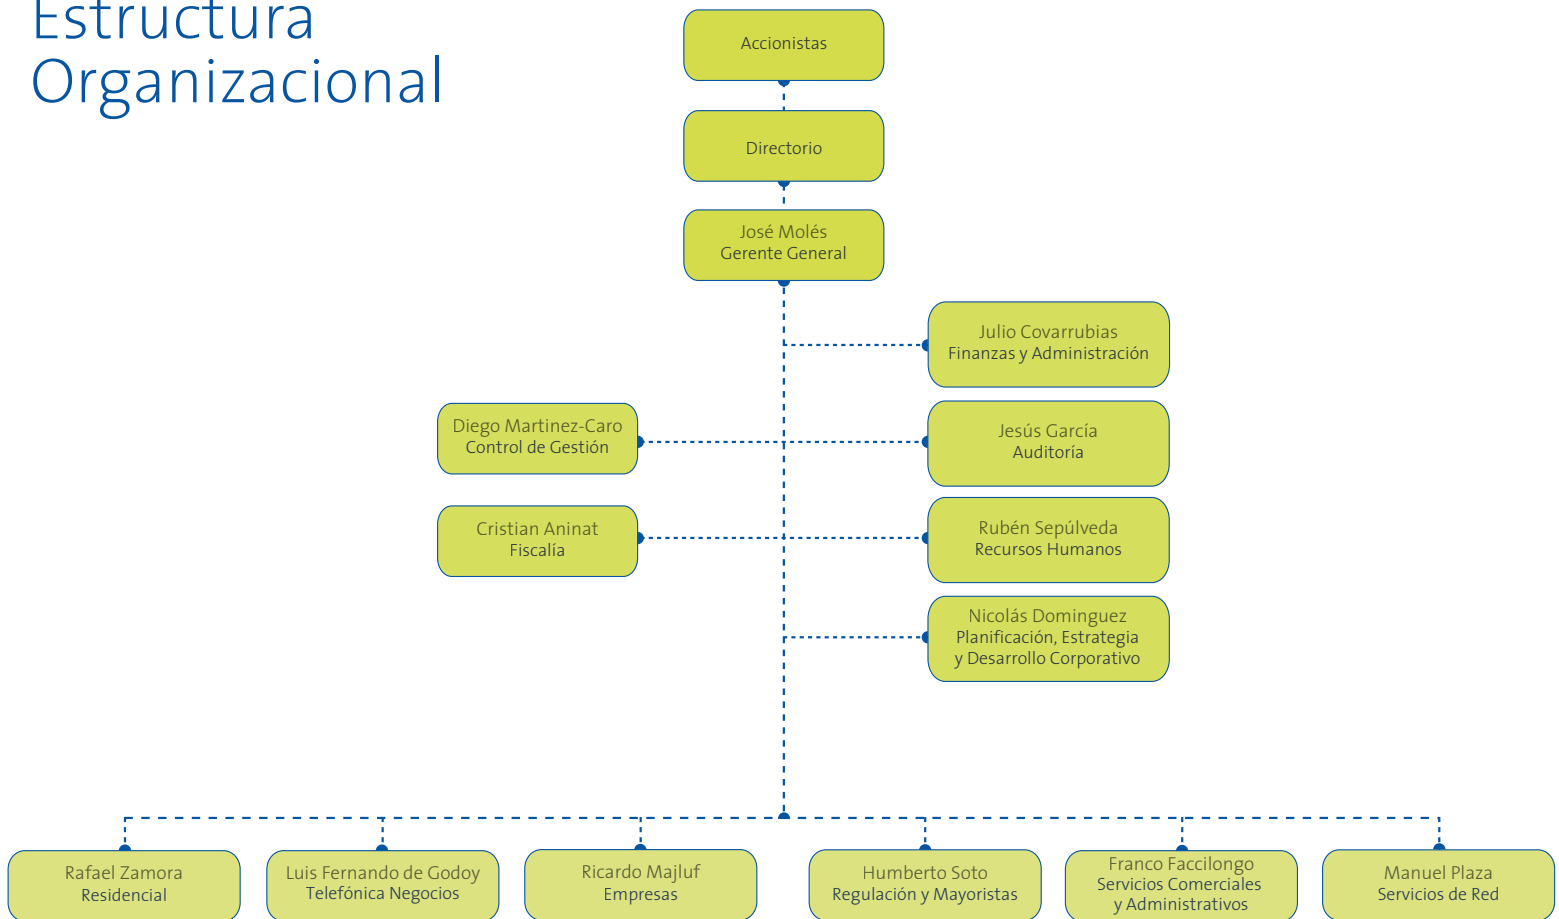 Estructura
Organizacional
Accionistas
Directorio
José Molés
Gerente General
Julio Covarrubias
Finanzas y Administración
Diego Martinez-Caro
Control de Gestión
Jesús García
Auditoría
Cristian Aninat
Fiscalía
Rubén Sepúlveda
Recursos Humanos
Nicolás Dominguez
Planificación, Estrategia
y Desarrollo Corporativo
Rafael Zamora
Residencial
Luis Fernando de Godoy
Telefónica Negocios
Ricardo Majluf
Empresas
Humberto Soto
Regulación y Mayoristas
Franco Faccilongo
Servicios Comerciales
y Administrativos
Manuel Plaza
Servicios de Red